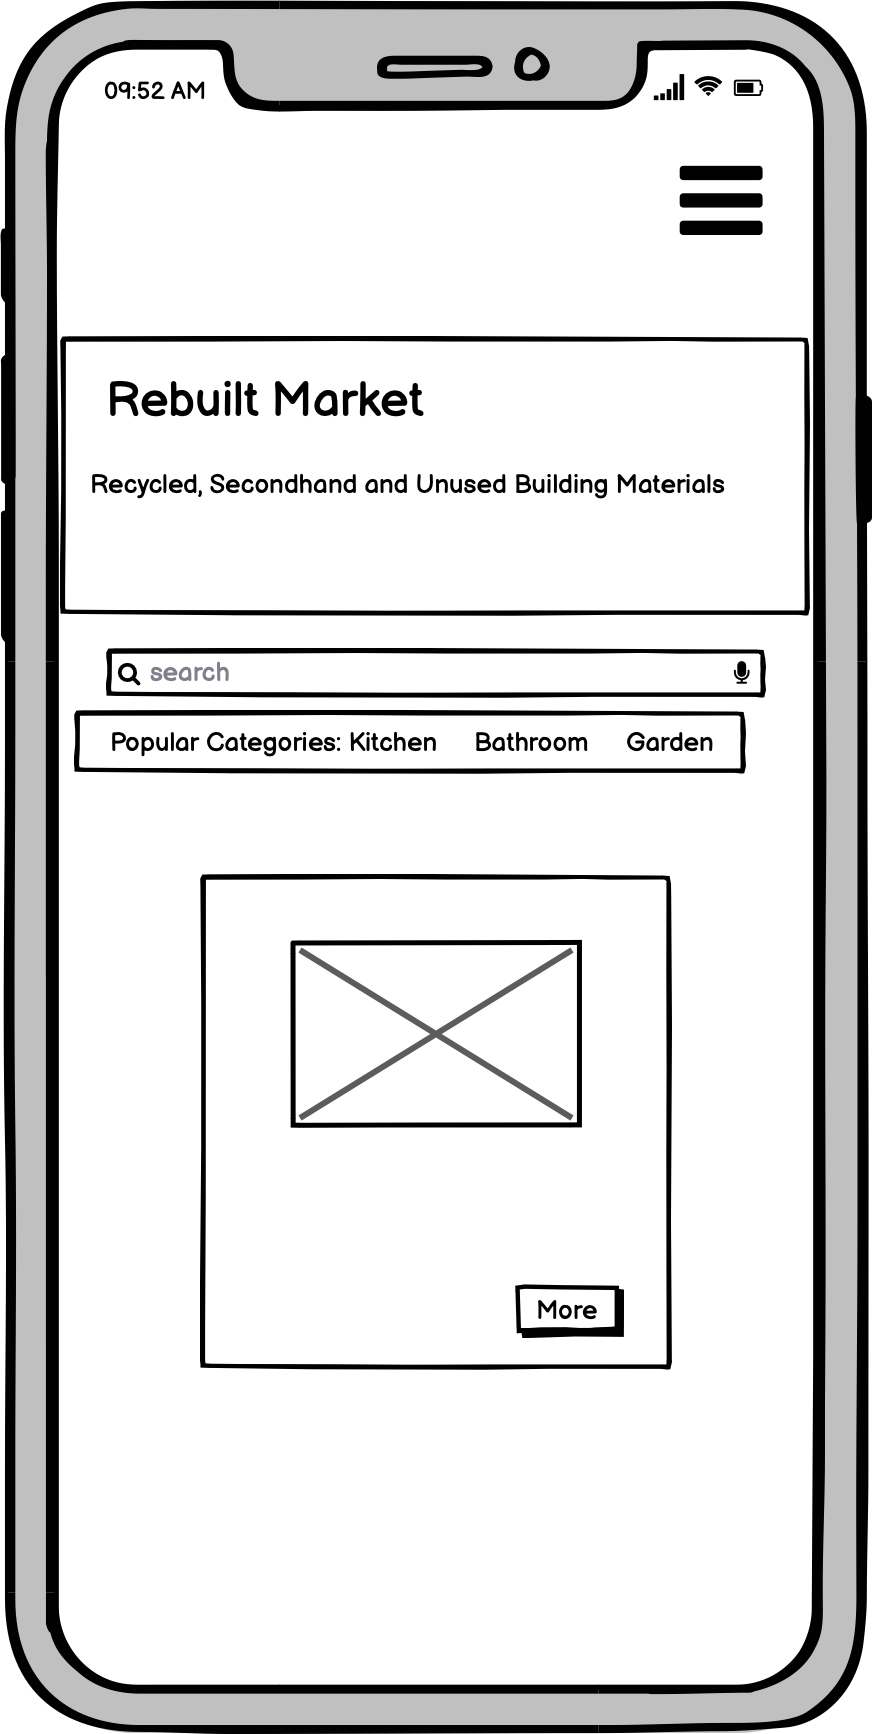 09:52 AM
Rebuilt Market
Recycled, Secondhand and Unused Building Materials
search
Popular Categories: Kitchen Bathroom Garden
More